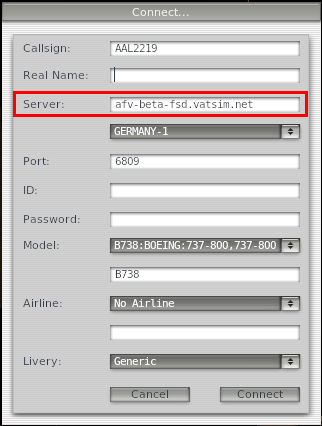 Connect...
Callsign: AAL2219
Real Name:
Server: afv-beta-fsd.vatsim.net
GERMANY-1
Port: 6809
ID:
Password:
Model: B738:BOEING:737-800,737-800
B738
Airline: No Airline
Livery: Generic
Cancel Connect